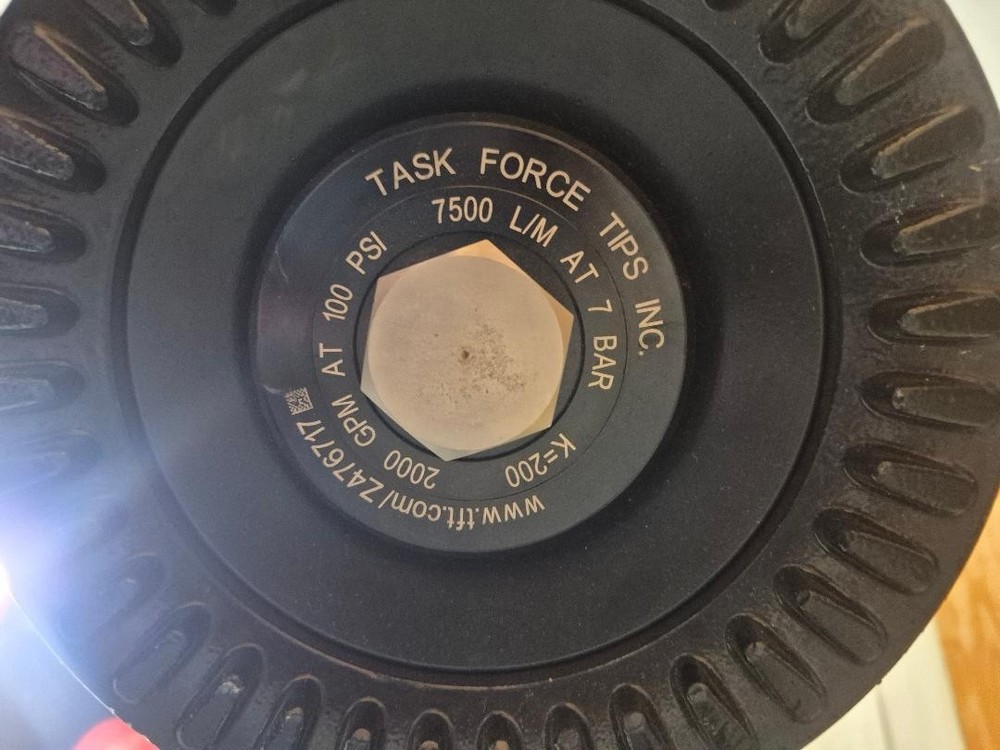 TASK FORCE TIPS INC.
www.tft.com/Z476717
7500 L/M AT 7 BAR
K=200
2000 GPM AT 100 PSI